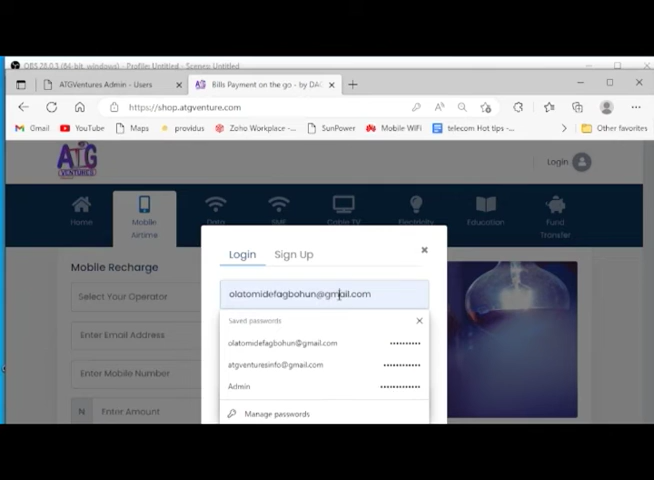 OBS 28.0.3 (64-bit, windows) - Profile: Untitled - Scenes: Untitled
ATGVentures Admin - Users
Bills Payment on the go - by DAC
https://shop.atgventure.com
Gmail YouTube Maps providus Zoho Workplace -... SunPower Mobile WiFi telecom Hot tips -... Other favorites
ATG
VENTURES
Login
Home
Mobile
Airtime
Data
SME
Cable TV
Electricity
Education
Fund
Transfer
Login Sign Up
Mobile Recharge
Select Your Operator
olatomidefagbohun@gmail.com
Saved passwords
Enter Email Address
olatomidefagbohun@gmail.com
atgventuresinfo@gmail.com
Enter Mobile Number
Admin
N Enter Amount
Manage passwords